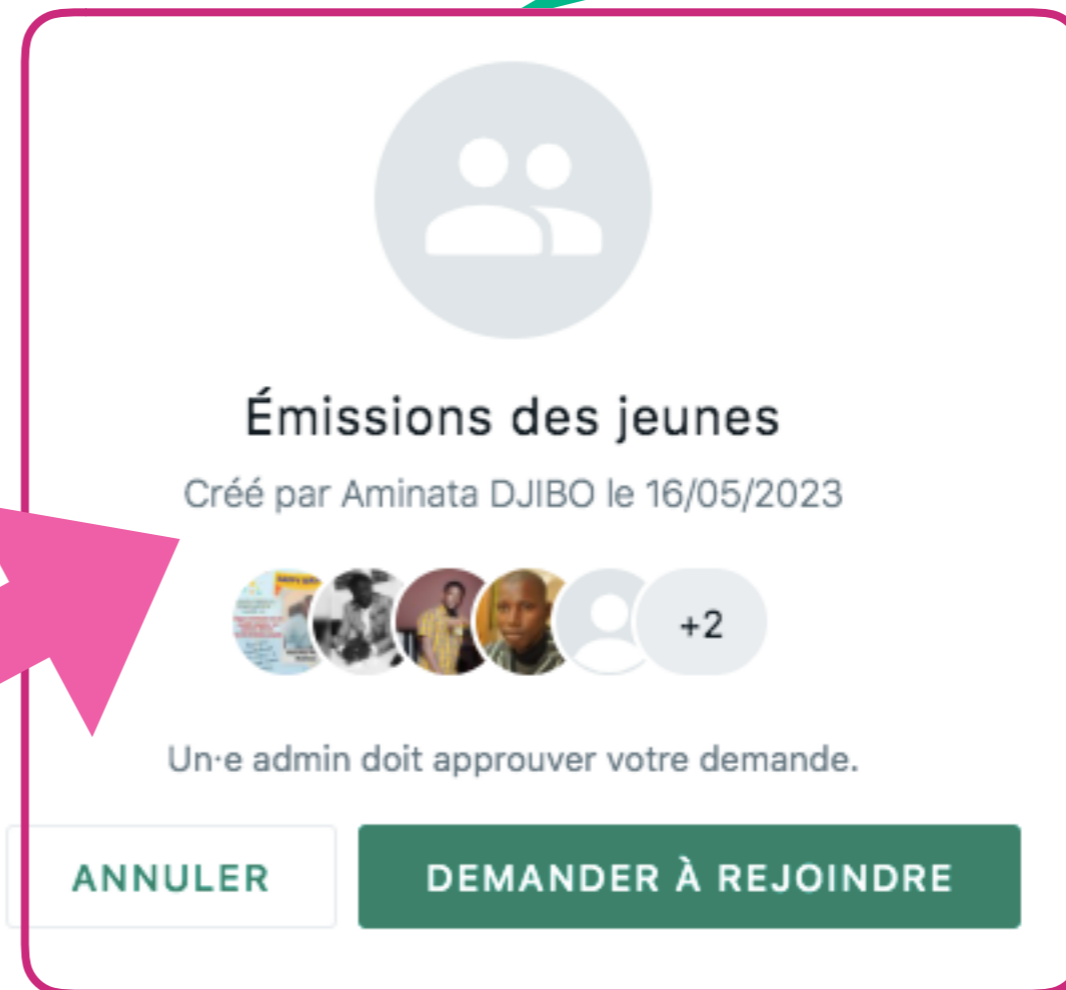 Émissions des jeunes
Créé par Aminata DJIBO le 16/05/2023
+2
Un·e admin doit approuver votre demande.
ANNULER
DEMANDER À REJOINDRE